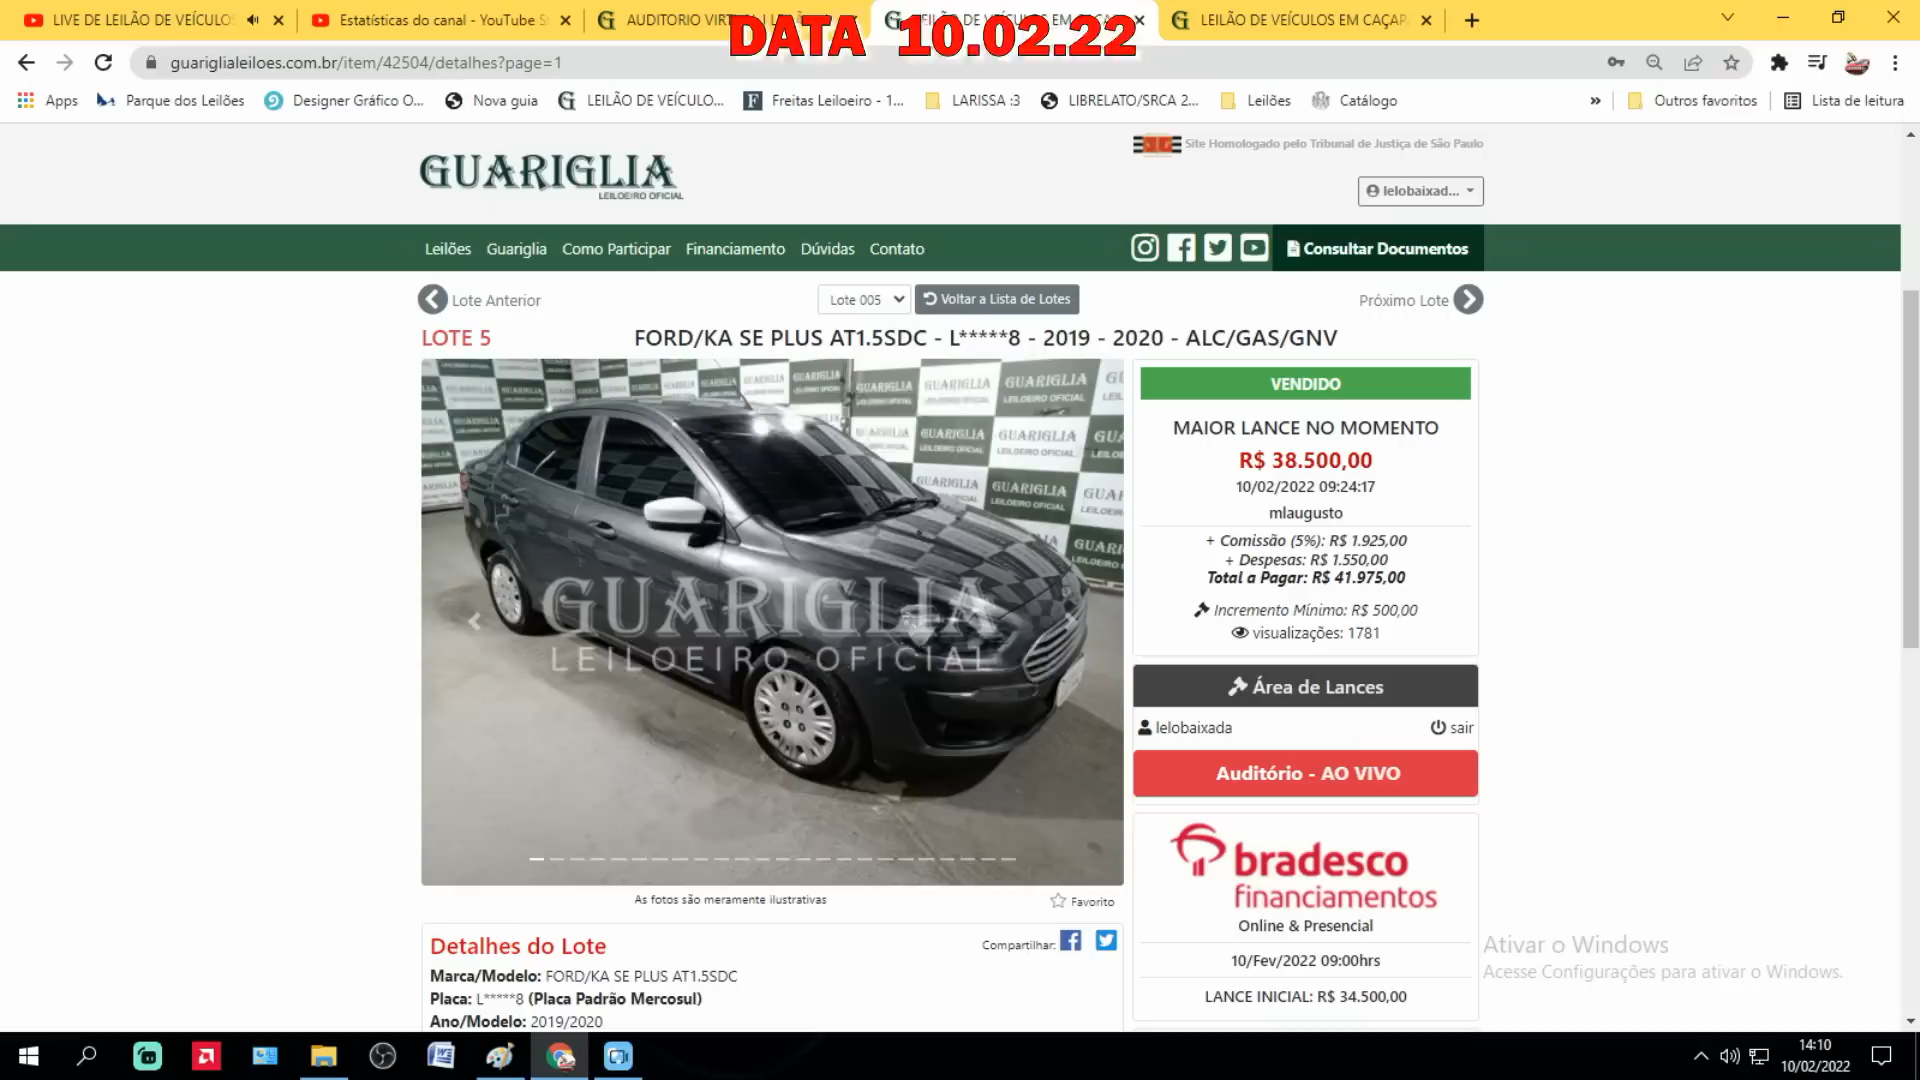 LIVE DE LEILÃO DE VEÍCULOS
Estatísticas do canal - YouTube S
AUDITORIO VIRTUAL
LEILÃO DE VEÍCULOS EM CAÇAP
DATA 10.02.22
guariglialeiloes.com.br/item/42504/detalhes?page=1
Apps
Parque dos Leilões
Designer Gráfico O...
Nova guia
LEILÃO DE VEÍCULO...
Freitas Leiloeiro - 1...
LARISSA :3
LIBRELATO/SRCA 2...
Leilões
Catálogo
»
Outros favoritos
Lista de leitura
Site Homologado pelo Tribunal de Justiça de São Paulo
GUARIGLIA
LEILOEIRO OFICIAL
lelobaixad...
Leilões Guariglia Como Participar Financiamento Dúvidas Contato
Consultar Documentos
Lote Anterior
Lote 005
Voltar a Lista de Lotes
Próximo Lote
LOTE 5
FORD/KA SE PLUS AT1.5SDC - L*****8 - 2019 - 2020 - ALC/GAS/GNV
GUARIGLIA
LEILOEIRO OFICIAL
VENDIDO
MAIOR LANCE NO MOMENTO
R$ 38.500,00
10/02/2022 09:24:17
mlaugusto
+ Comissão (5%): R$ 1.925,00
+ Despesas: R$ 1.550,00
Total a Pagar: R$ 41.975,00
Incremento Mínimo: R$ 500,00
visualizações: 1781
Área de Lances
lelobaixada
sair
Auditório - AO VIVO
bradesco
financiamentos
Online & Presencial
10/Fev/2022 09:00hrs
LANCE INICIAL: R$ 34.500,00
As fotos são meramente ilustrativas
Favorito
Detalhes do Lote
Compartilhar:
Marca/Modelo: FORD/KA SE PLUS AT1.5SDC
Placa: L*****8 (Placa Padrão Mercosul)
Ano/Modelo: 2019/2020
Ativar o Windows
Acesse Configurações para ativar o Windows.
14:10
10/02/2022